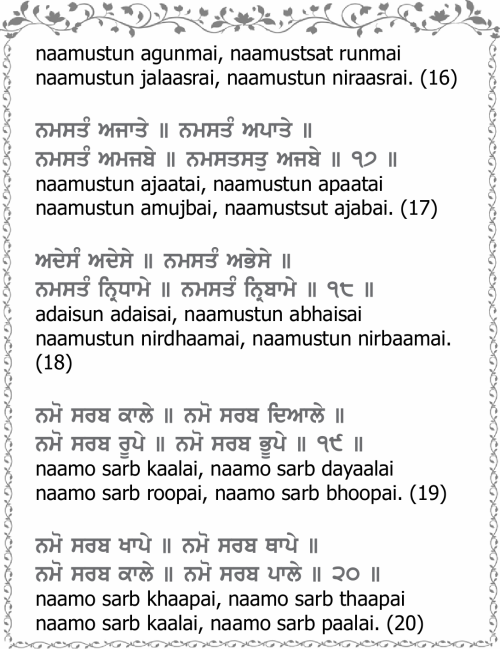 naamustun agunmai, naamustsat runmai
naamustun jalaasrai, naamustun niraasrai. (16)
ਨਮਸਤੰ ਅਜਾਤੇ ॥ ਨਮਸਤੰ ਅਪਾਤੇ ॥
ਨਮਸਤੰ ਅਮਜਬੇ ॥ ਨਮਸਤਸਤੁ ਅਜਬੇ ॥ ੧੭ ॥
naamustun ajaatai, naamustun apaatai
naamustun amujbai, naamustsut ajabai. (17)
ਅਦੇਸੰ ਅਦੇਸੇ ॥ ਨਮਸਤੰ ਅਭੇਸੇ ॥
ਨਮਸਤੰ ਨ੍ਰਿਧਾਮੇ ॥ ਨਮਸਤੰ ਨ੍ਰਿਬਾਮੇ ॥ ੧੮ ॥
adaisun adaisai, naamustun abhaisai
naamustun nirdhaamai, naamustun nirbaamai.
(18)
ਨਮੋ ਸਰਬ ਕਾਲੇ ॥ ਨਮੋ ਸਰਬ ਦਿਆਲੇ ॥
ਨਮੋ ਸਰਬ ਰੂਪੇ ॥ ਨਮੋ ਸਰਬ ਭੂਪੇ ॥ ੧੯ ॥
naamo sarb kaalai, naamo sarb dayaalai
naamo sarb roopai, naamo sarb bhoopai. (19)
ਨਮੋ ਸਰਬ ਖਾਪੇ ॥ ਨਮੋ ਸਰਬ ਥਾਪੇ ॥
ਨਮੋ ਸਰਬ ਕਾਲੇ ॥ ਨਮੋ ਸਰਬ ਪਾਲੇ ॥ ੨੦ ॥
naamo sarb khaapai, naamo sarb thaapai
naamo sarb kaalai, naamo sarb paalai. (20)